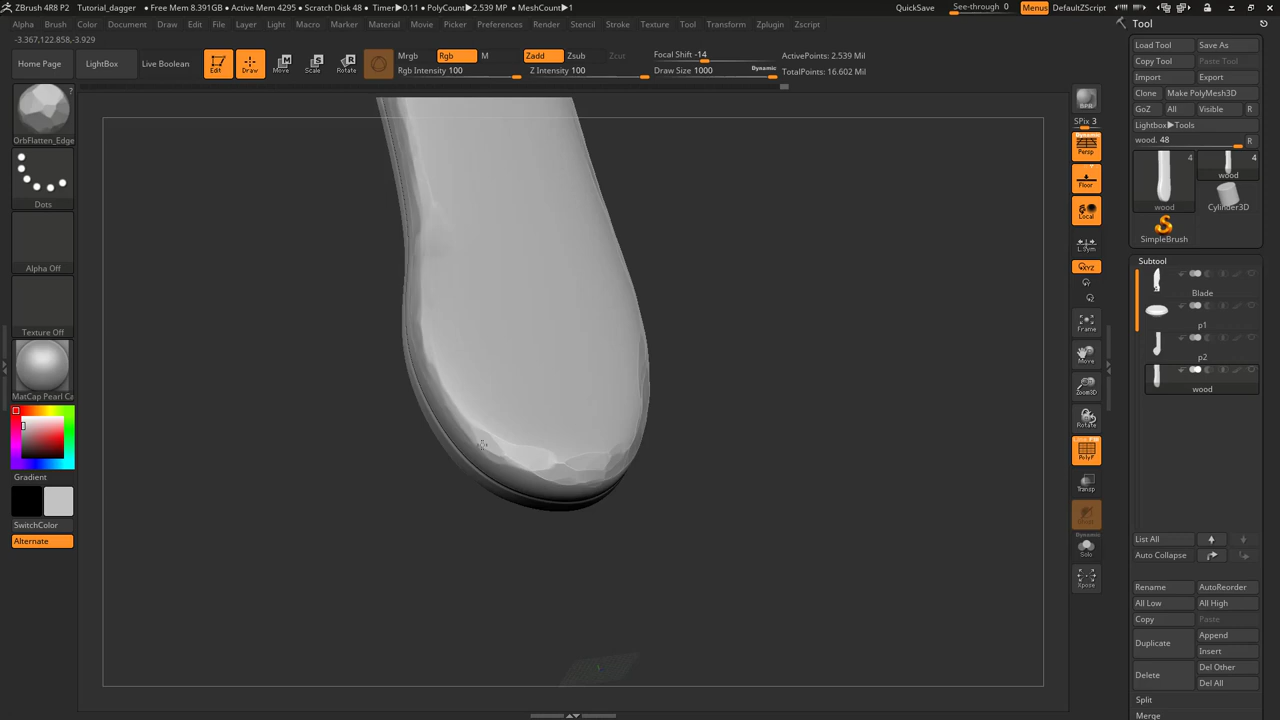 ZBrush 4R8 P2 Tutorial_dagger • Free Mem 8.391GB • Active Mem 4295 • Scratch Disk 48 • Timer▶0.11 • PolyCount▶2.539 MP • MeshCount▶1 QuickSave See-through 0 Menus DefaultZScript
Alpha Brush Color Document Draw Edit File Layer Light Macro Marker Material Movie Picker Preferences Render Stencil Stroke Texture Tool Transform Zplugin Zscript
-3.367,122.858,-3.929
Home Page LightBox Live Boolean Edit Draw Move Scale Rotate
Mrgb Rgb M Zadd Zsub Zcut
Rgb Intensity 100 Z Intensity 100
Focal Shift -14
Draw Size 1000 Dynamic
ActivePoints: 2.539 Mil
TotalPoints: 16.602 Mil
?
OrbFlatten_Edge
Dots
Alpha Off
Texture Off
MatCap Pearl Ca
Gradient
SwitchColor
Alternate
BPR
SPix 3
Dynamic
Persp
Floor
Local
L.Sym
XYZ
Frame
Move
Zoom3D
Rotate
PolyF
Transp
Dynamic
Solo
Xpose
Tool
Load Tool Save As
Copy Tool Paste Tool
Import Export
Clone Make PolyMesh3D
GoZ All Visible R
Lightbox▶Tools
wood. 48 R
4 4
wood
wood Cylinder3D
SimpleBrush
Subtool
Blade
p1
p2
wood
List All
Auto Collapse
Rename AutoReorder
All Low All High
Copy Paste
Duplicate Append
Insert
Delete Del Other
Del All
Split
Merge